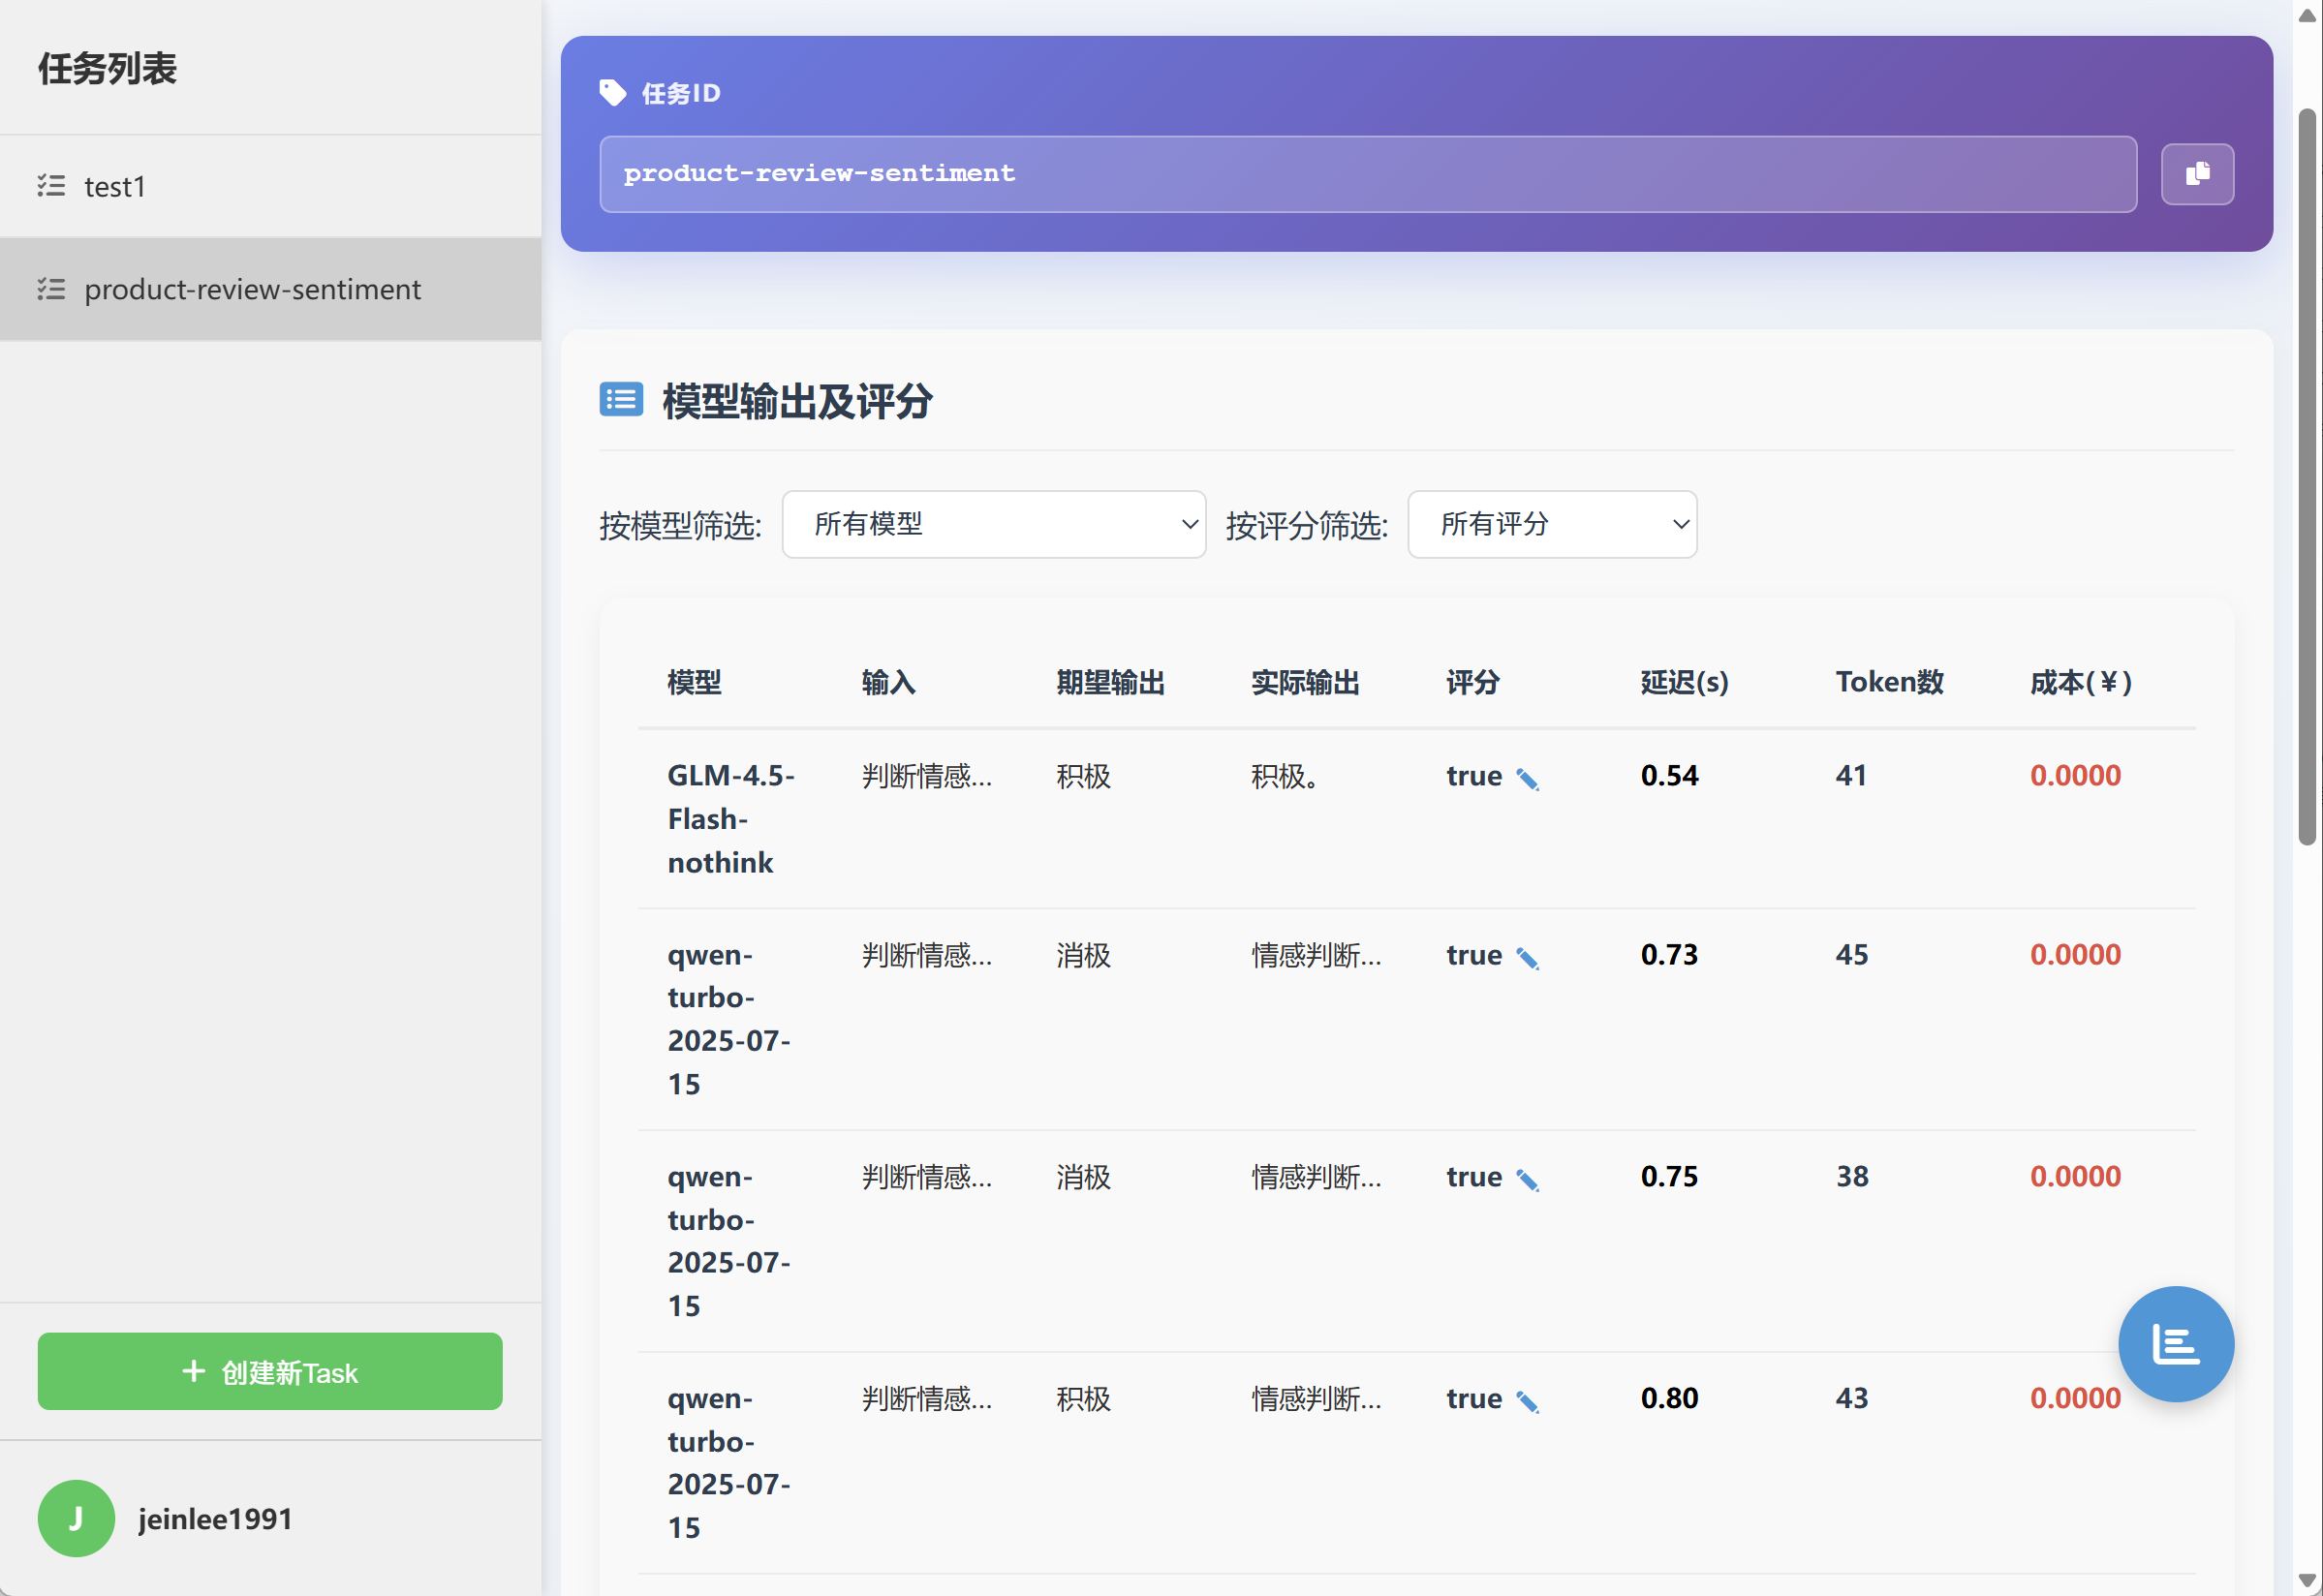 任务列表
test1
product-review-sentiment
创建新Task
J
jeinlee1991
任务ID
product-review-sentiment
模型输出及评分
按模型筛选: 所有模型 按评分筛选: 所有评分
模型 输入 期望输出 实际输出 评分 延迟(s) Token数 成本(￥)
GLM-4.5- 判断情感... 积极 积极。 true 0.54 41 0.0000
Flash-
nothink
qwen- 判断情感... 消极 情感判断... true 0.73 45 0.0000
turbo-
2025-07-
15
qwen- 判断情感... 消极 情感判断... true 0.75 38 0.0000
turbo-
2025-07-
15
qwen- 判断情感... 积极 情感判断... true 0.80 43 0.0000
turbo-
2025-07-
15